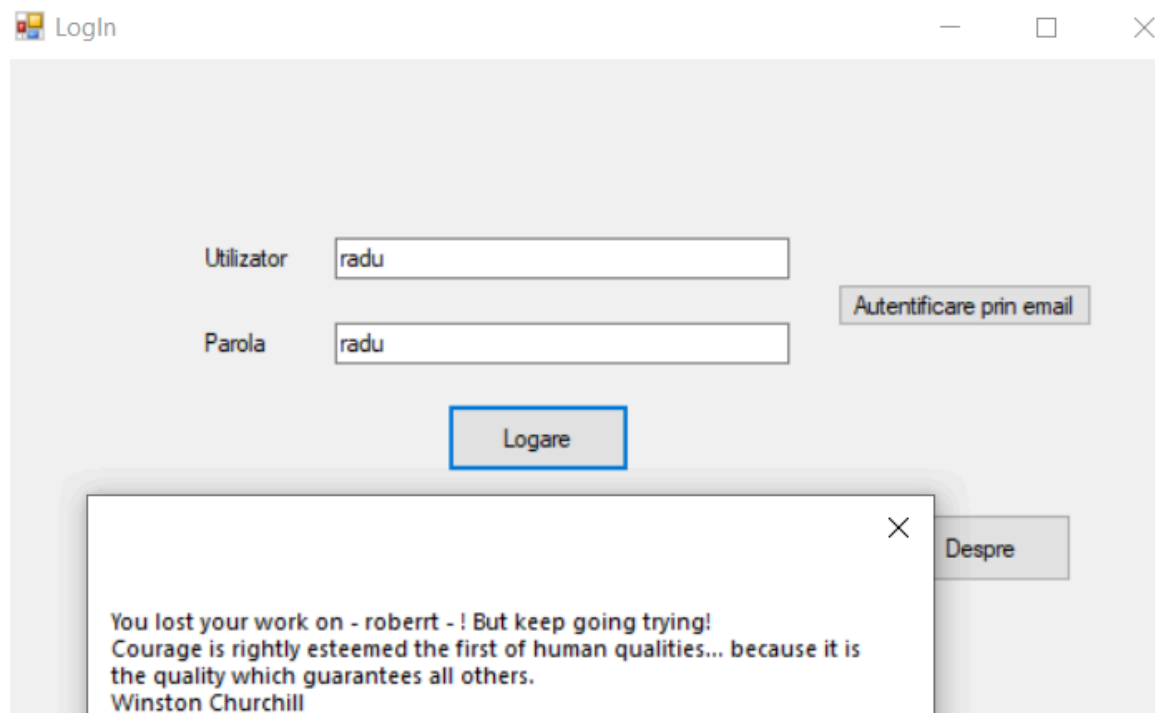 LogIn
Utilizator radu
Autentificare prin email
Parola radu
Logare
Despre
You lost your work on - roberrt - ! But keep going trying!
Courage is rightly esteemed the first of human qualities... because it is
the quality which guarantees all others.
Winston Churchill